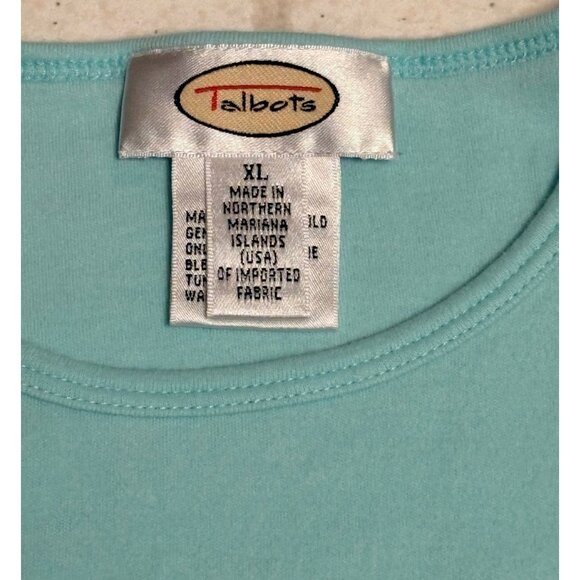 Talbots
XL
MADE IN
NORTHERN
MARIANA
ISLANDS
(USA)
OF IMPORTED
FABRIC